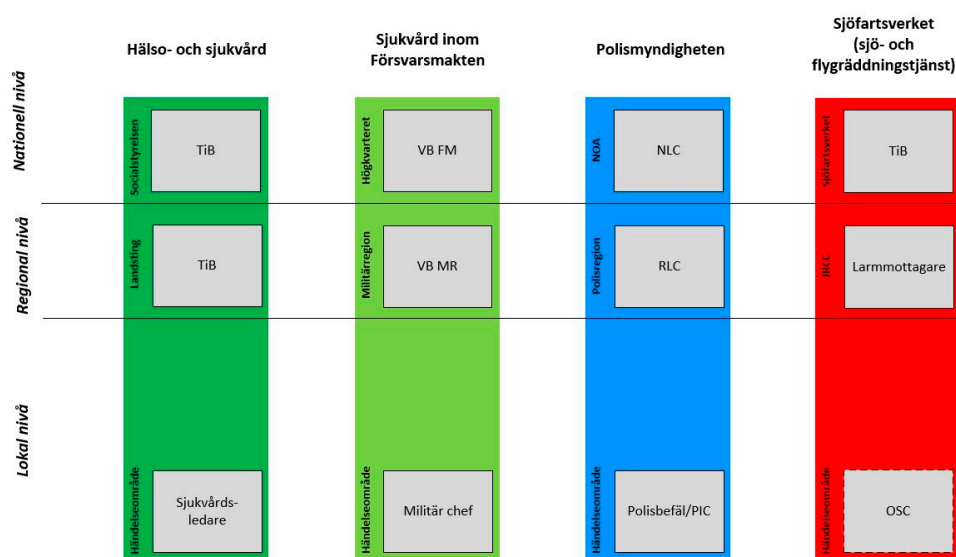 Hälso- och sjukvård
Sjukvård inom
Försvarsmakten
Polismyndigheten
Sjöfartsverket
(sjö- och
flygräddningstjänst)
Nationell nivå
Socialstyrelsen
TiB
Högkvarteret
VB FM
NOA
NLC
Sjöfartsverket
TiB
Regional nivå
Landsting
TiB
Militärregion
VB MR
Polisregion
RLC
JRCC
Larmmottagare
Lokal nivå
Händelseområde
Sjukvårds-
ledare
Händelseområde
Militär chef
Händelseområde
Polisbefäl/PIC
Händelseområde
OSC